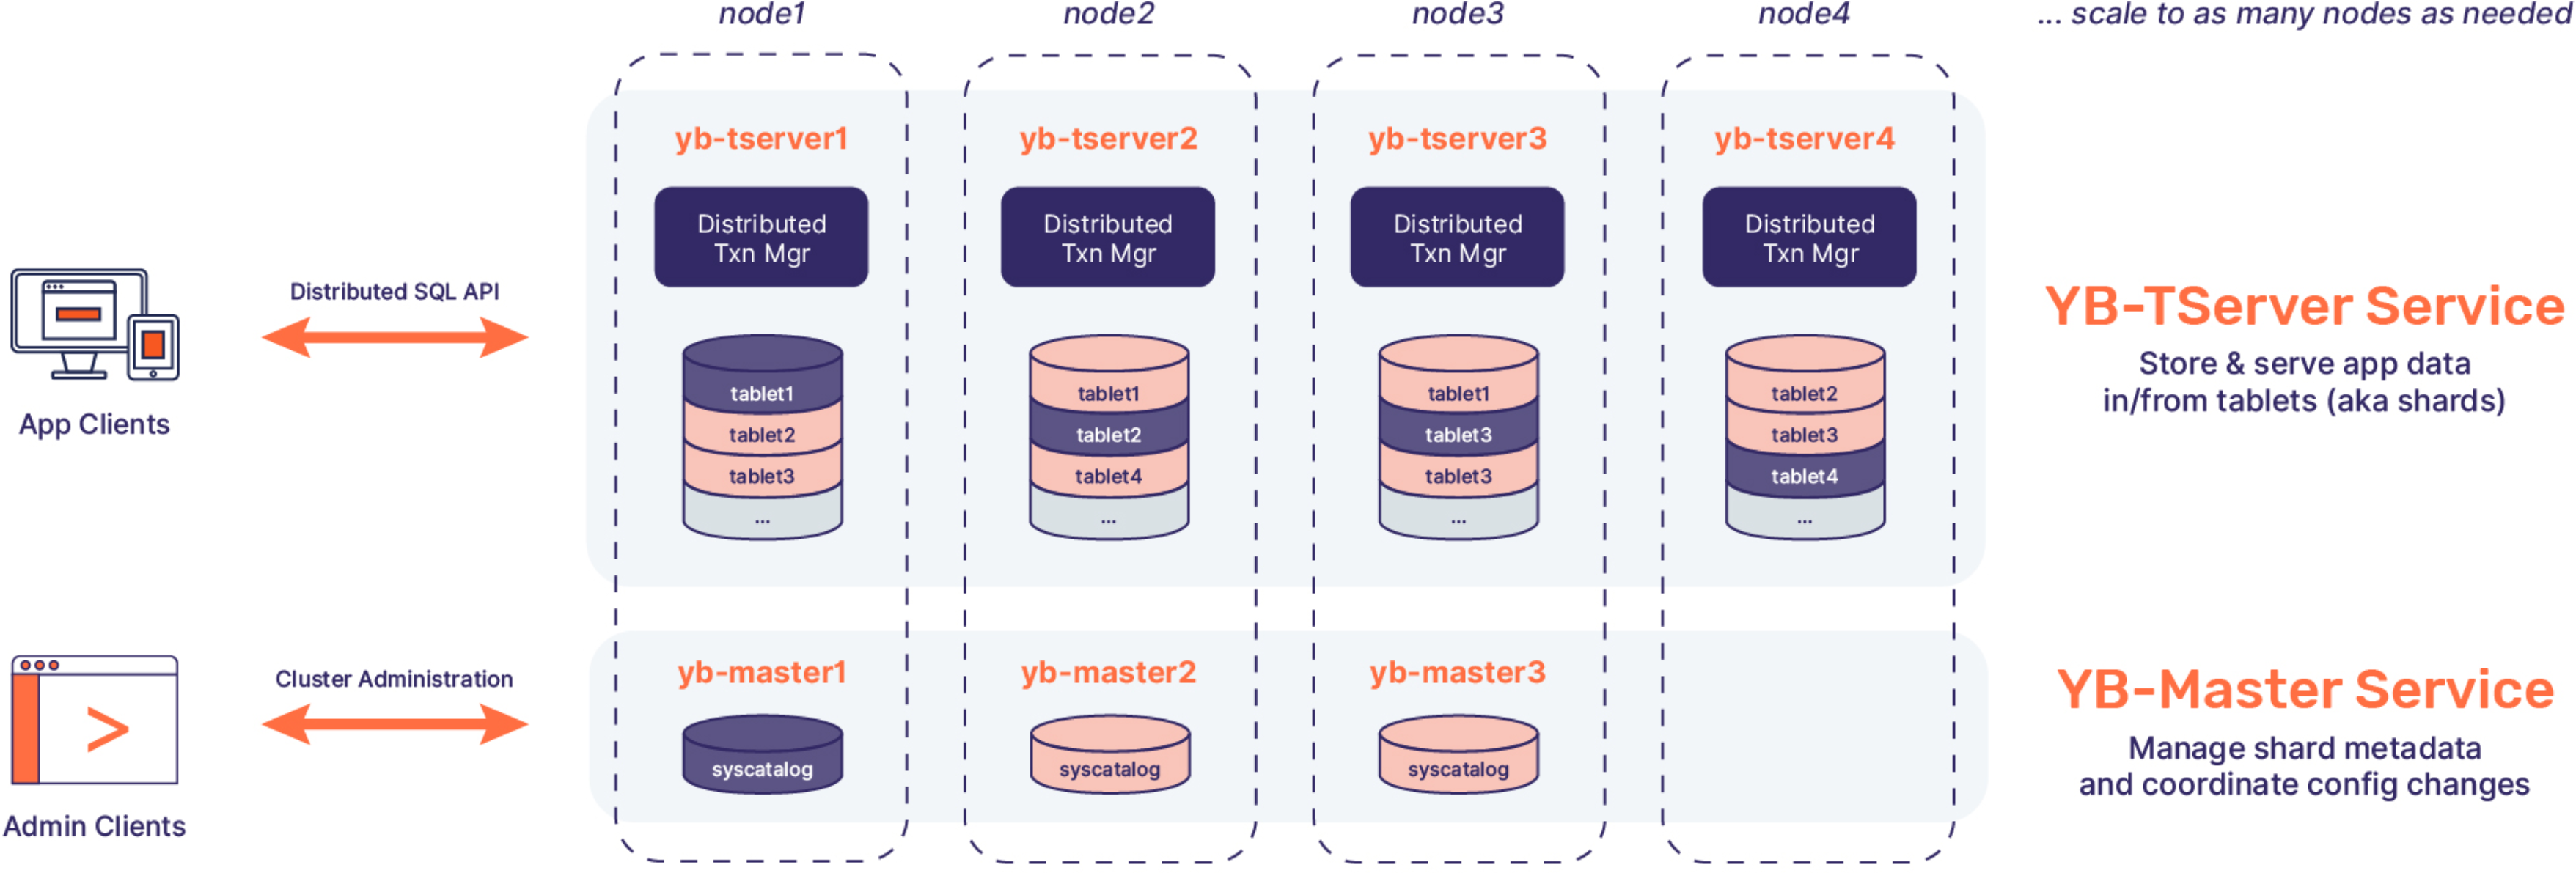 node1
node2
node3
node4
... scale to as many nodes as needed
yb-tserver1
yb-tserver2
yb-tserver3
yb-tserver4
Distributed
Txn Mgr
Distributed
Txn Mgr
Distributed
Txn Mgr
Distributed
Txn Mgr
Distributed SQL API
App Clients
tablet1
tablet2
tablet3
...
tablet1
tablet2
tablet4
...
tablet1
tablet3
tablet3
...
tablet2
tablet3
tablet4
...
YB-TServer Service
Store & serve app data
in/from tablets (aka shards)
Cluster Administration
>
Admin Clients
yb-master1
yb-master2
yb-master3
syscatalog
syscatalog
syscatalog
YB-Master Service
Manage shard metadata
and coordinate config changes